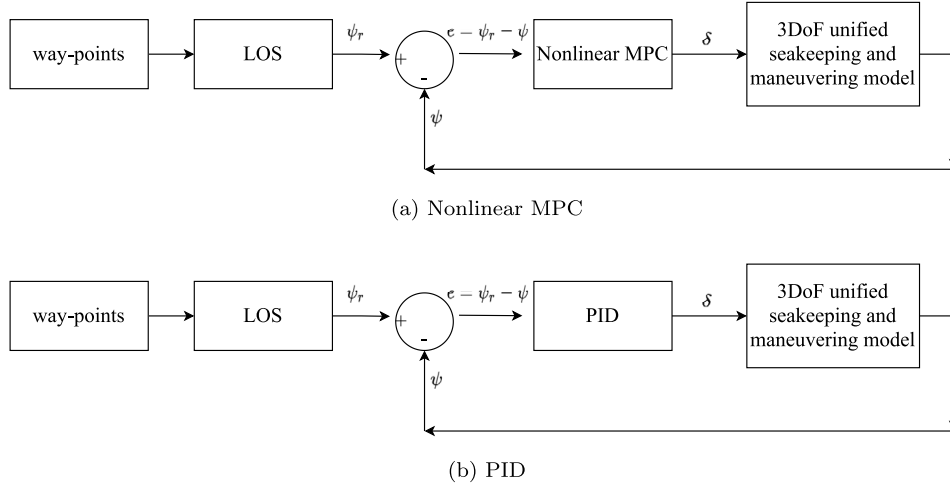 way-points
LOS
ψr
+
-
e = ψr − ψ
Nonlinear MPC
δ
3DoF unified
seakeeping and
maneuvering model
ψ
(a) Nonlinear MPC
way-points
LOS
ψr
+
-
e = ψr − ψ
PID
δ
3DoF unified
seakeeping and
maneuvering model
ψ
(b) PID